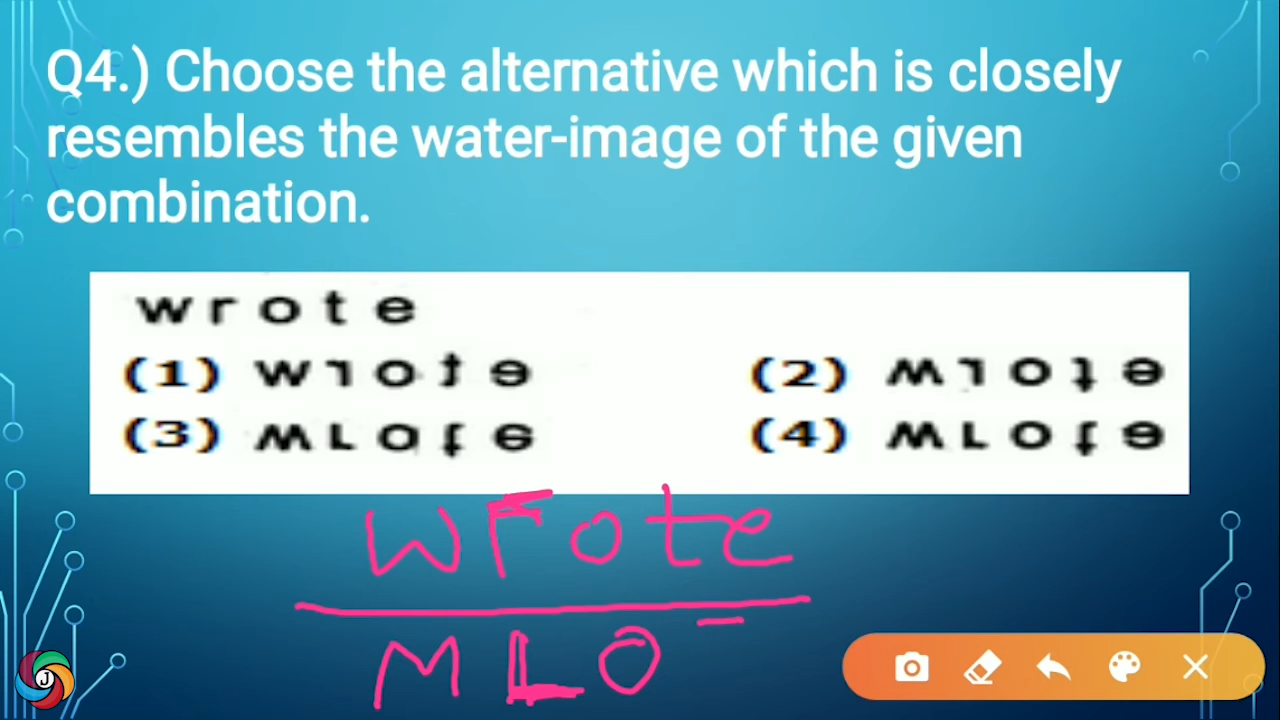 Q4.) Choose the alternative which is closely
resembles the water-image of the given
combination.
wrote
(1) 
(2) 
(3) 
(4) 
wrote
MLO
J